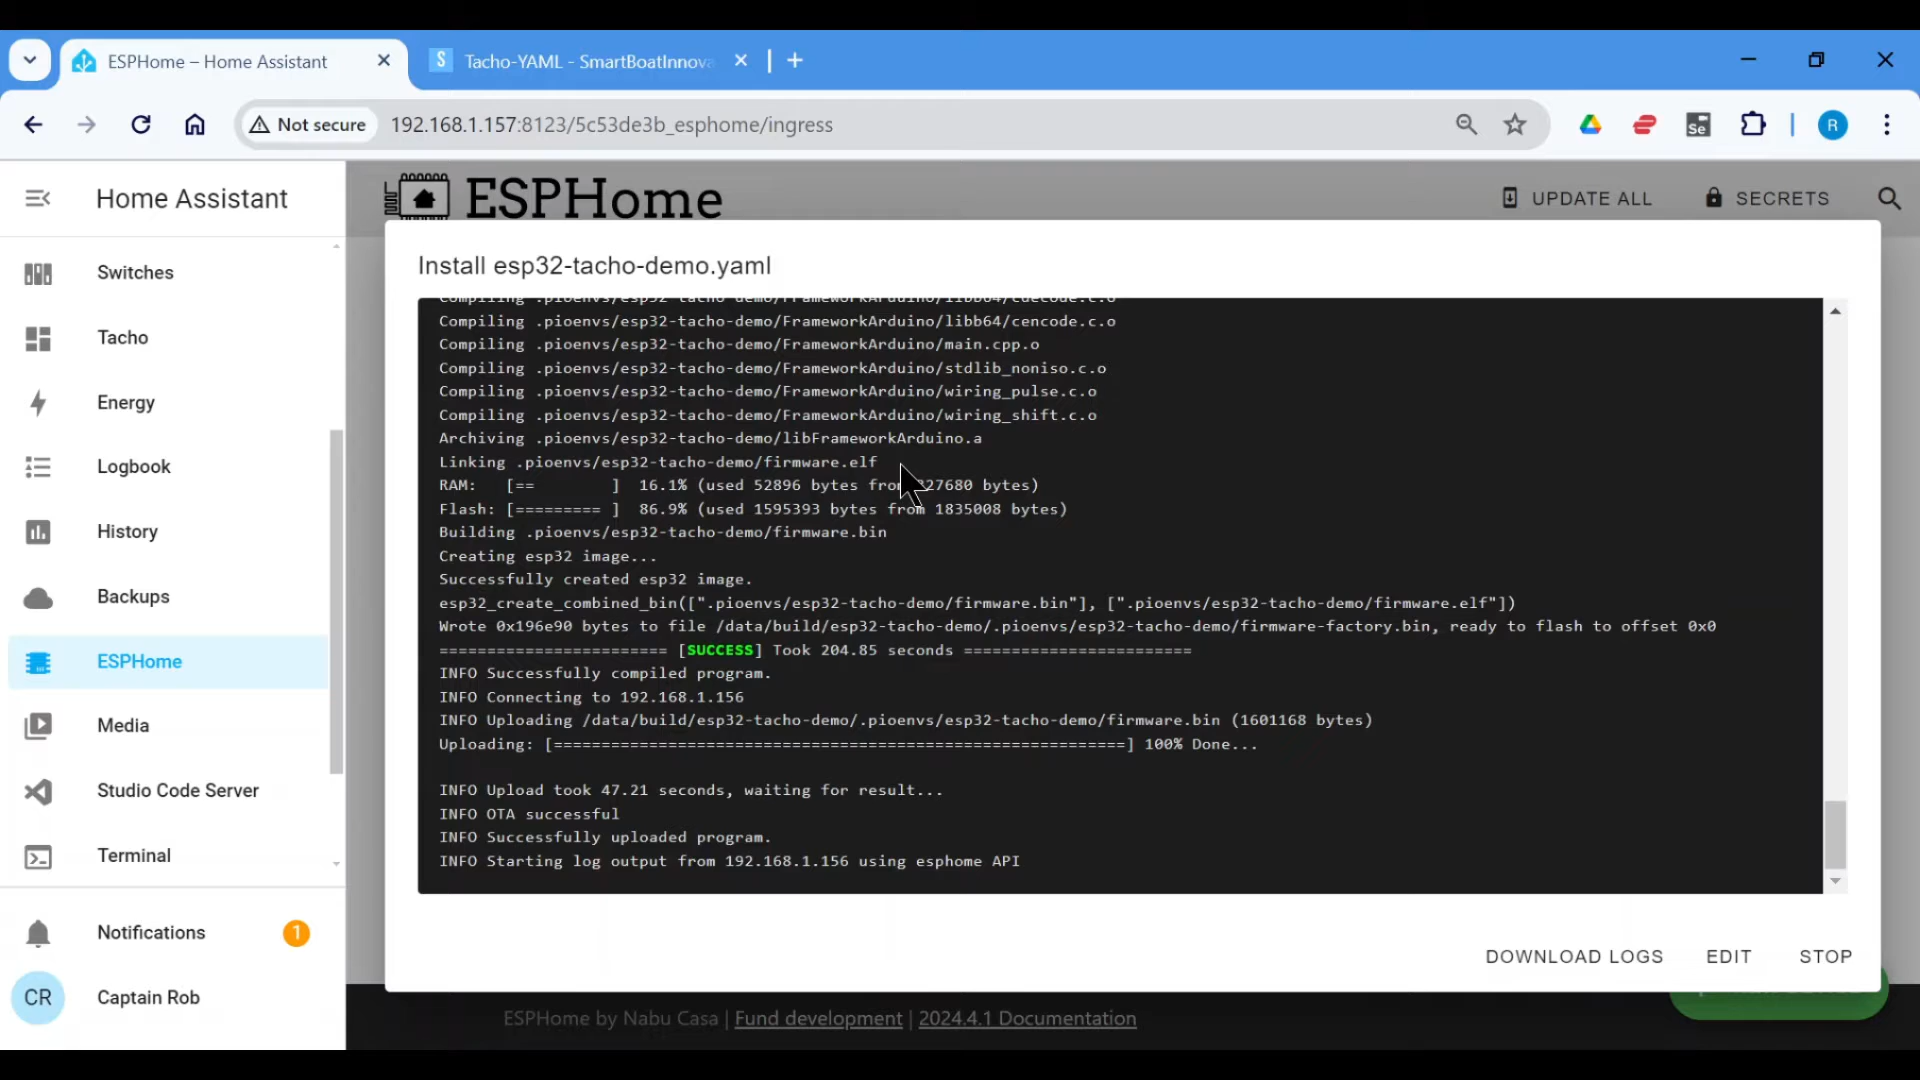 ESPHome – Home Assistant
S Tacho-YAML - SmartBoatInnova
Not secure
192.168.1.157:8123/5c53de3b_esphome/ingress
Se
R
Home Assistant
ESPHome
UPDATE ALL
SECRETS
Switches
Tacho
Energy
Logbook
History
Backups
ESPHome
Media
Studio Code Server
Terminal
Notifications
1
CR
Captain Rob
Install esp32-tacho-demo.yaml
Compiling .pioenvs/esp32-tacho-demo/FrameworkArduino/libb64/cdecode.c.o
Compiling .pioenvs/esp32-tacho-demo/FrameworkArduino/libb64/cencode.c.o
Compiling .pioenvs/esp32-tacho-demo/FrameworkArduino/main.cpp.o
Compiling .pioenvs/esp32-tacho-demo/FrameworkArduino/stdlib_noniso.c.o
Compiling .pioenvs/esp32-tacho-demo/FrameworkArduino/wiring_pulse.c.o
Compiling .pioenvs/esp32-tacho-demo/FrameworkArduino/wiring_shift.c.o
Archiving .pioenvs/esp32-tacho-demo/libFrameworkArduino.a
Linking .pioenvs/esp32-tacho-demo/firmware.elf
RAM: [== ] 16.1% (used 52896 bytes from 327680 bytes)
Flash: [========= ] 86.9% (used 1595393 bytes from 1835008 bytes)
Building .pioenvs/esp32-tacho-demo/firmware.bin
Creating esp32 image...
Successfully created esp32 image.
esp32_create_combined_bin([".pioenvs/esp32-tacho-demo/firmware.bin"], [".pioenvs/esp32-tacho-demo/firmware.elf"])
Wrote 0x196e90 bytes to file /data/build/esp32-tacho-demo/.pioenvs/esp32-tacho-demo/firmware-factory.bin, ready to flash to offset 0x0
======================== [SUCCESS] Took 204.85 seconds ========================
INFO Successfully compiled program.
INFO Connecting to 192.168.1.156
INFO Uploading /data/build/esp32-tacho-demo/.pioenvs/esp32-tacho-demo/firmware.bin (1601168 bytes)
Uploading: [============================================================] 100% Done...
INFO Upload took 47.21 seconds, waiting for result...
INFO OTA successful
INFO Successfully uploaded program.
INFO Starting log output from 192.168.1.156 using esphome API
DOWNLOAD LOGS
EDIT
STOP
ESPHome by Nabu Casa | Fund development | 2024.4.1 Documentation